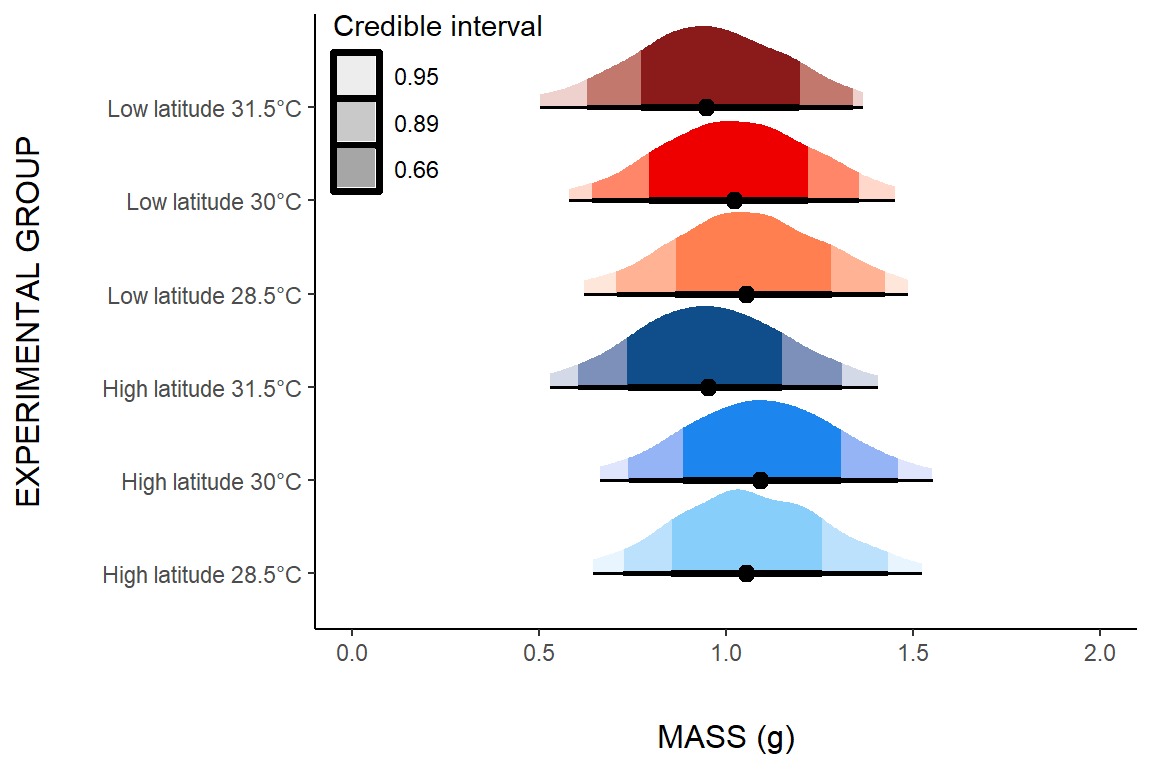 Credible interval
0.95
0.89
0.66
EXPERIMENTAL GROUP
Low latitude 31.5°C
Low latitude 30°C
Low latitude 28.5°C
High latitude 31.5°C
High latitude 30°C
High latitude 28.5°C
0.0 0.5 1.0 1.5 2.0
MASS (g)